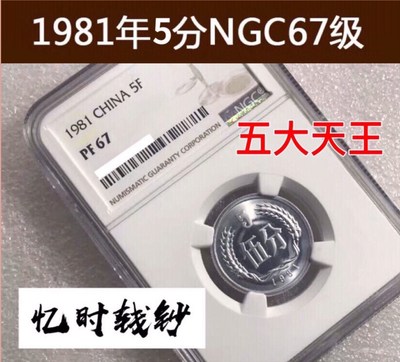 1981年5分NGC67级
1981 CHINA 5F
PF 67
NGC
NUMISMATIC GUARANTY CORPORATION
五大天王
伍分
忆时钱钞